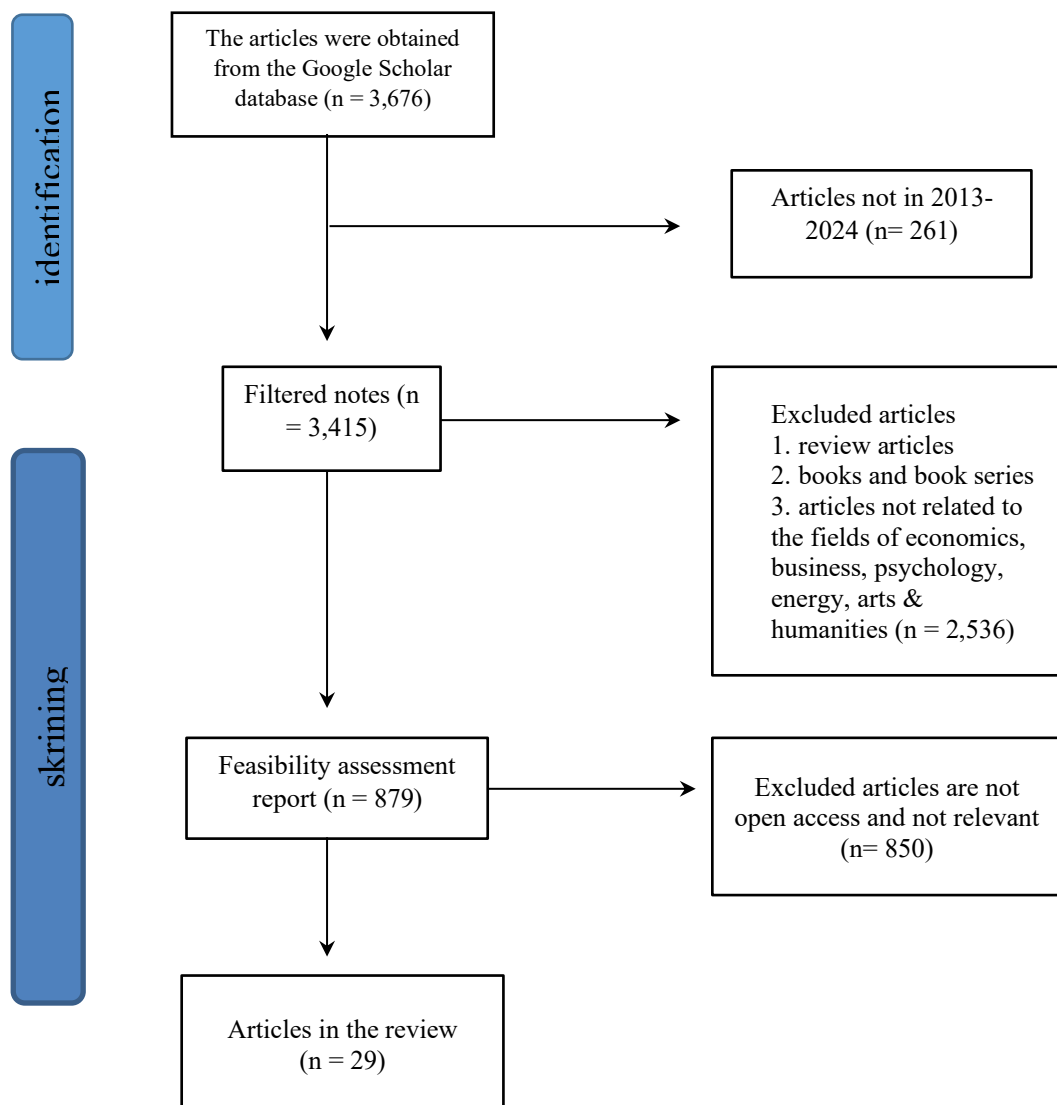 identification
The articles were obtained
from the Google Scholar
database (n = 3,676)
Articles not in 2013-
2024 (n= 261)
Filtered notes (n
= 3,415)
Excluded articles
1. review articles
2. books and book series
3. articles not related to
the fields of economics,
business, psychology,
energy, arts &
humanities (n = 2,536)
skrining
Feasibility assessment
report (n = 879)
Excluded articles are not
open access and not relevant
(n= 850)
Articles in the review
(n = 29)